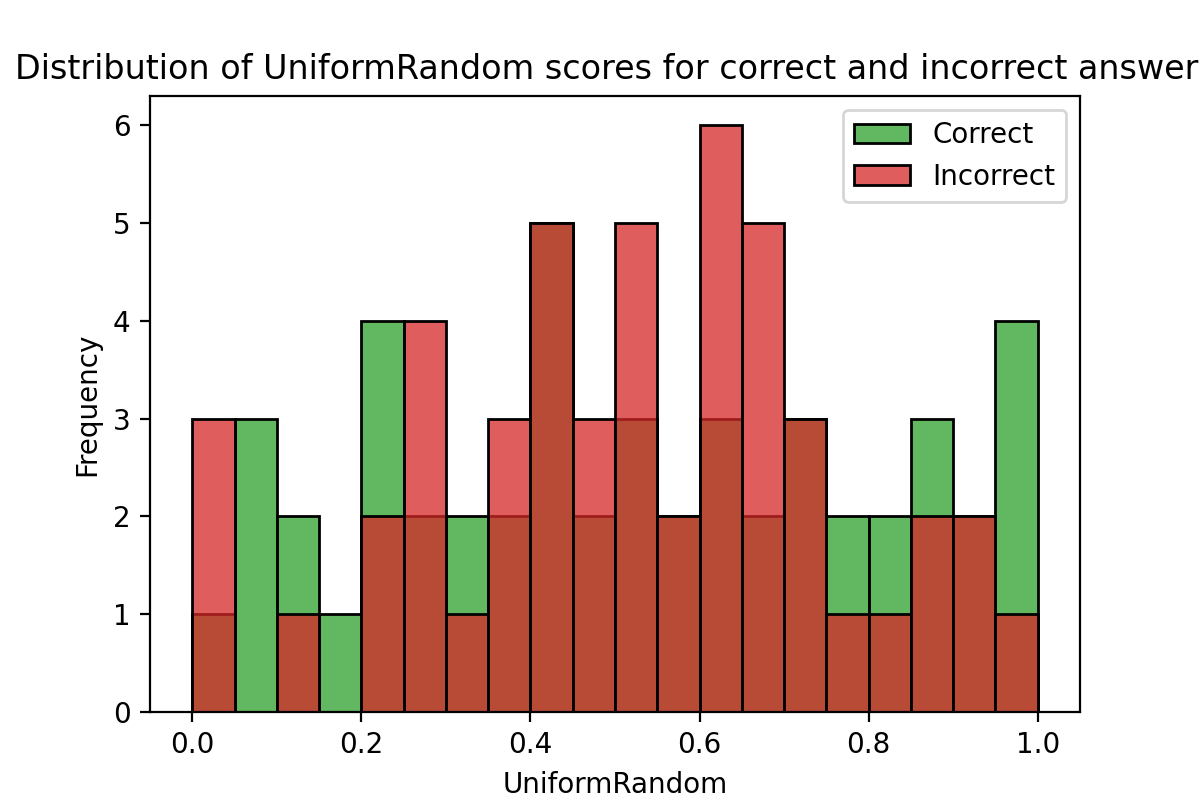 Distribution of UniformRandom scores for correct and incorrect answer
Correct
Incorrect
Frequency
6
5
4
3
2
1
0
0.0 0.2 0.4 0.6 0.8 1.0
UniformRandom